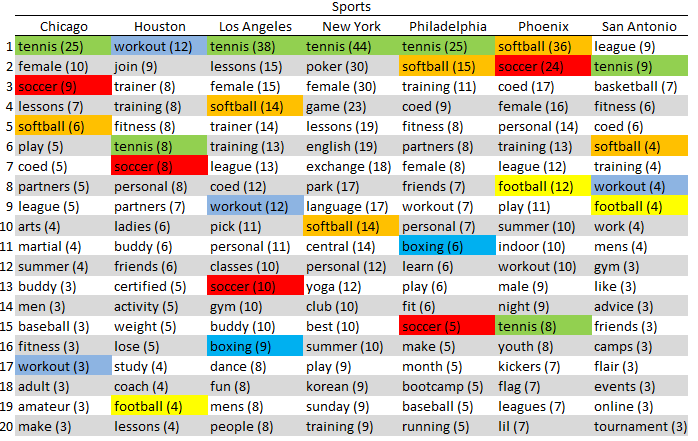 Sports
Chicago Houston Los Angeles New York Philadelphia Phoenix San Antonio
1 tennis (25) workout (12) tennis (38) tennis (44) tennis (25) softball (36) league (9)
2 female (10) join (9) lessons (15) poker (30) softball (15) soccer (24) tennis (9)
3 soccer (9) trainer (8) female (15) female (30) training (11) coed (17) basketball (7)
4 lessons (7) training (8) softball (14) game (23) coed (9) female (16) fitness (6)
5 softball (6) fitness (8) trainer (14) lessons (19) fitness (8) personal (14) coed (6)
6 play (5) tennis (8) training (13) english (19) partners (8) training (13) softball (4)
7 coed (5) soccer (8) league (13) exchange (18) female (8) league (12) training (4)
8 partners (5) personal (8) coed (12) park (17) friends (7) football (12) workout (4)
9 league (5) partners (7) workout (12) language (17) workout (7) play (11) football (4)
10 arts (4) ladies (6) pick (11) softball (14) personal (7) summer (10) work (4)
11 martial (4) buddy (6) personal (11) central (14) boxing (6) indoor (10) mens (4)
12 summer (4) friends (6) classes (10) personal (12) learn (6) workout (10) gym (3)
13 buddy (3) certified (5) soccer (10) yoga (12) play (6) male (9) like (3)
14 men (3) activity (5) gym (10) club (10) fit (6) night (9) advice (3)
15 baseball (3) weight (5) buddy (10) best (10) soccer (5) tennis (8) friends (3)
16 fitness (3) lose (5) boxing (9) summer (10) make (5) youth (8) camps (3)
17 workout (3) study (4) dance (8) play (9) month (5) kickers (7) flair (3)
18 adult (3) coach (4) fun (8) korean (9) bootcamp (5) flag (7) events (3)
19 amateur (3) football (4) mens (8) sunday (9) baseball (5) leagues (7) online (3)
20 make (3) lessons (4) people (8) training (9) running (5) lil (7) tournament (3)